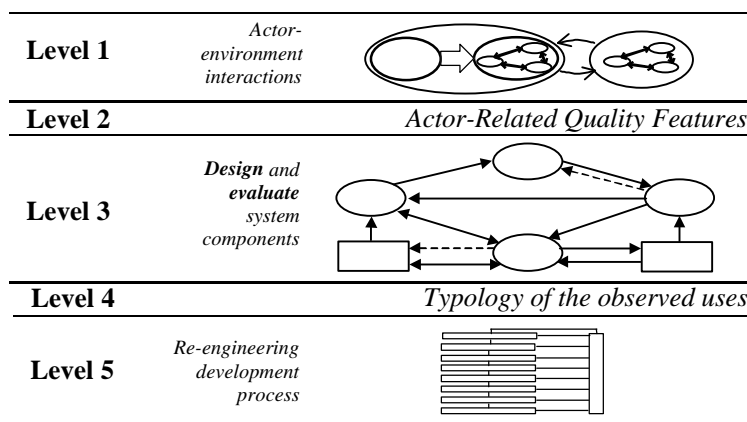 Level 1
Actor-
environment
interactions
Level 2
Actor-Related Quality Features
Level 3
Design and
evaluate
system
components
Level 4
Typology of the observed uses
Level 5
Re-engineering
development
process